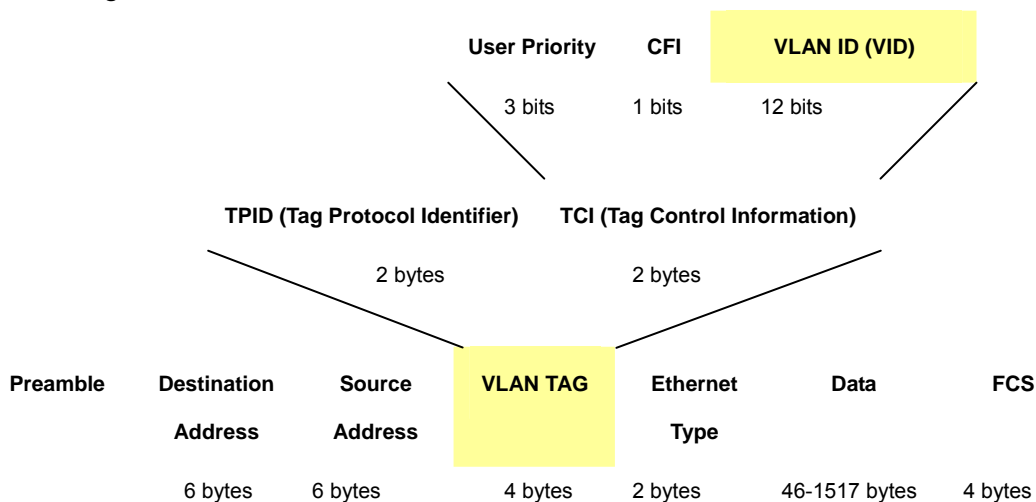 User Priority CFI VLAN ID (VID)
3 bits 1 bits 12 bits
TPID (Tag Protocol Identifier) TCI (Tag Control Information)
2 bytes 2 bytes
Preamble Destination Source VLAN TAG Ethernet Data FCS
Address Address Type
6 bytes 6 bytes 4 bytes 2 bytes 46-1517 bytes 4 bytes